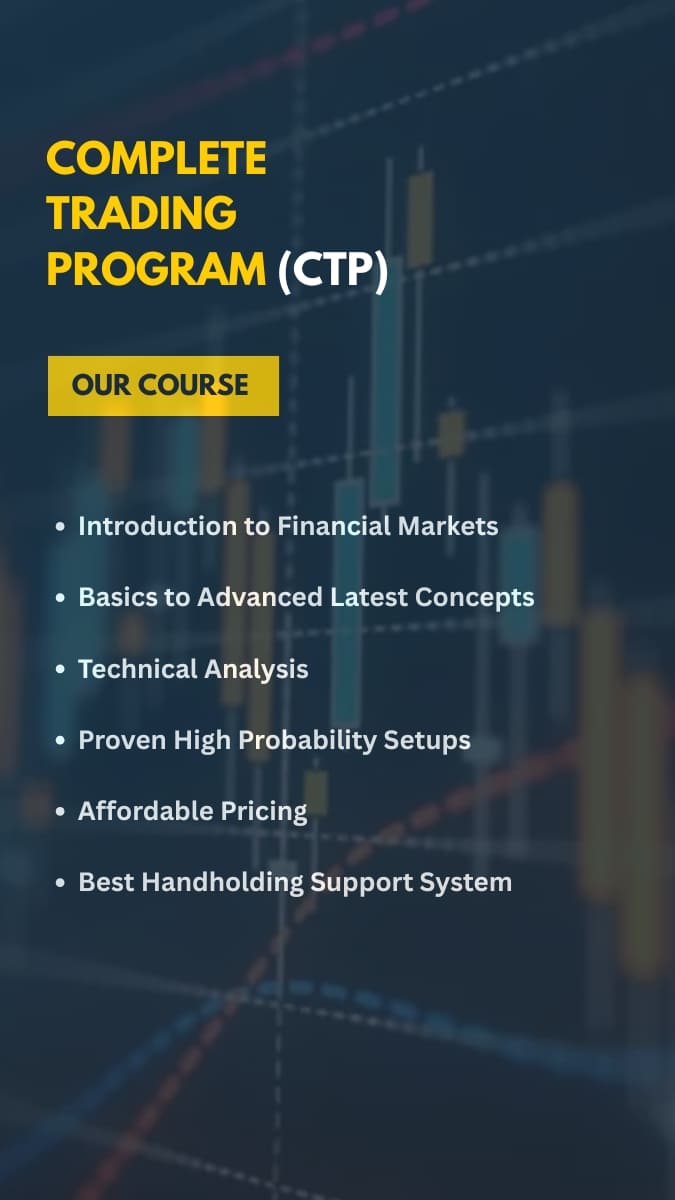 COMPLETE
TRADING
PROGRAM (CTP)
OUR COURSE
• Introduction to Financial Markets
• Basics to Advanced Latest Concepts
• Technical Analysis
• Proven High Probability Setups
• Affordable Pricing
• Best Handholding Support System